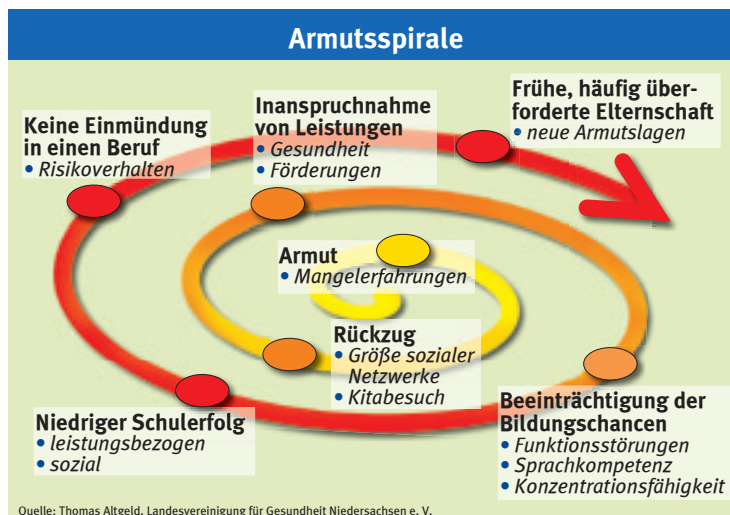 Armutsspirale
Keine Einmündung
in einen Beruf
• Risikoverhalten
Inanspruchnahme
von Leistungen
• Gesundheit
• Förderungen
Frühe, häufig über-
forderte Elternschaft
• neue Armutslagen
Armut
• Mangelerfahrungen
Rückzug
• Größe sozialer
Netzwerke
• Kitabesuch
Niedriger Schulerfolg
• leistungsbezogen
• sozial
Beeinträchtigung der
Bildungschancen
• Funktionsstörungen
• Sprachkompetenz
• Konzentrationsfähigkeit
Quelle: Thomas Altgeld, Landesvereinigung für Gesundheit Niedersachsen e. V.